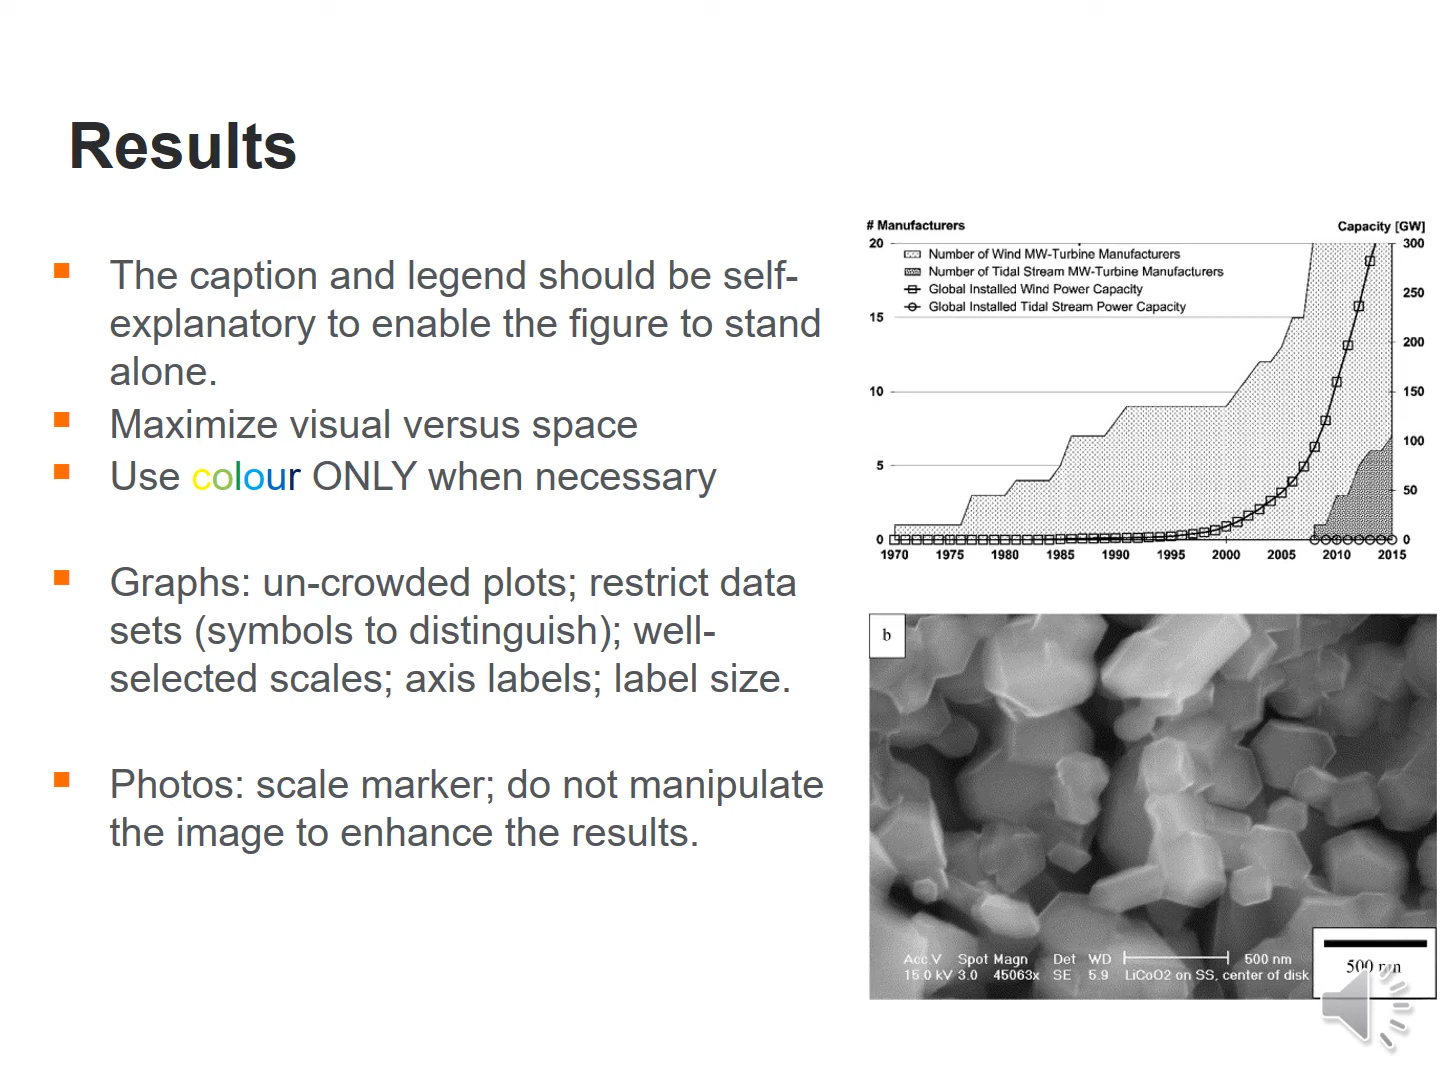 Results
The caption and legend should be self-
explanatory to enable the figure to stand
alone.
Maximize visual versus space
Use colour ONLY when necessary
Graphs: un-crowded plots; restrict data
sets (symbols to distinguish); well-
selected scales; axis labels; label size.
Photos: scale marker; do not manipulate
the image to enhance the results.
# Manufacturers
Capacity [GW]
20
300
Number of Wind MW-Turbine Manufacturers
Number of Tidal Stream MW-Turbine Manufacturers
Global Installed Wind Power Capacity
Global Installed Tidal Stream Power Capacity
250
15
200
10
150
100
5
50
0
0
1970 1975 1980 1985 1990 1995 2000 2005 2010 2015
b
Acc.V Spot Magn Det WD 500 nm
15.0 kV 3.0 45063x SE 5.9 LiCoO2 on SS, center of disk
500 nm